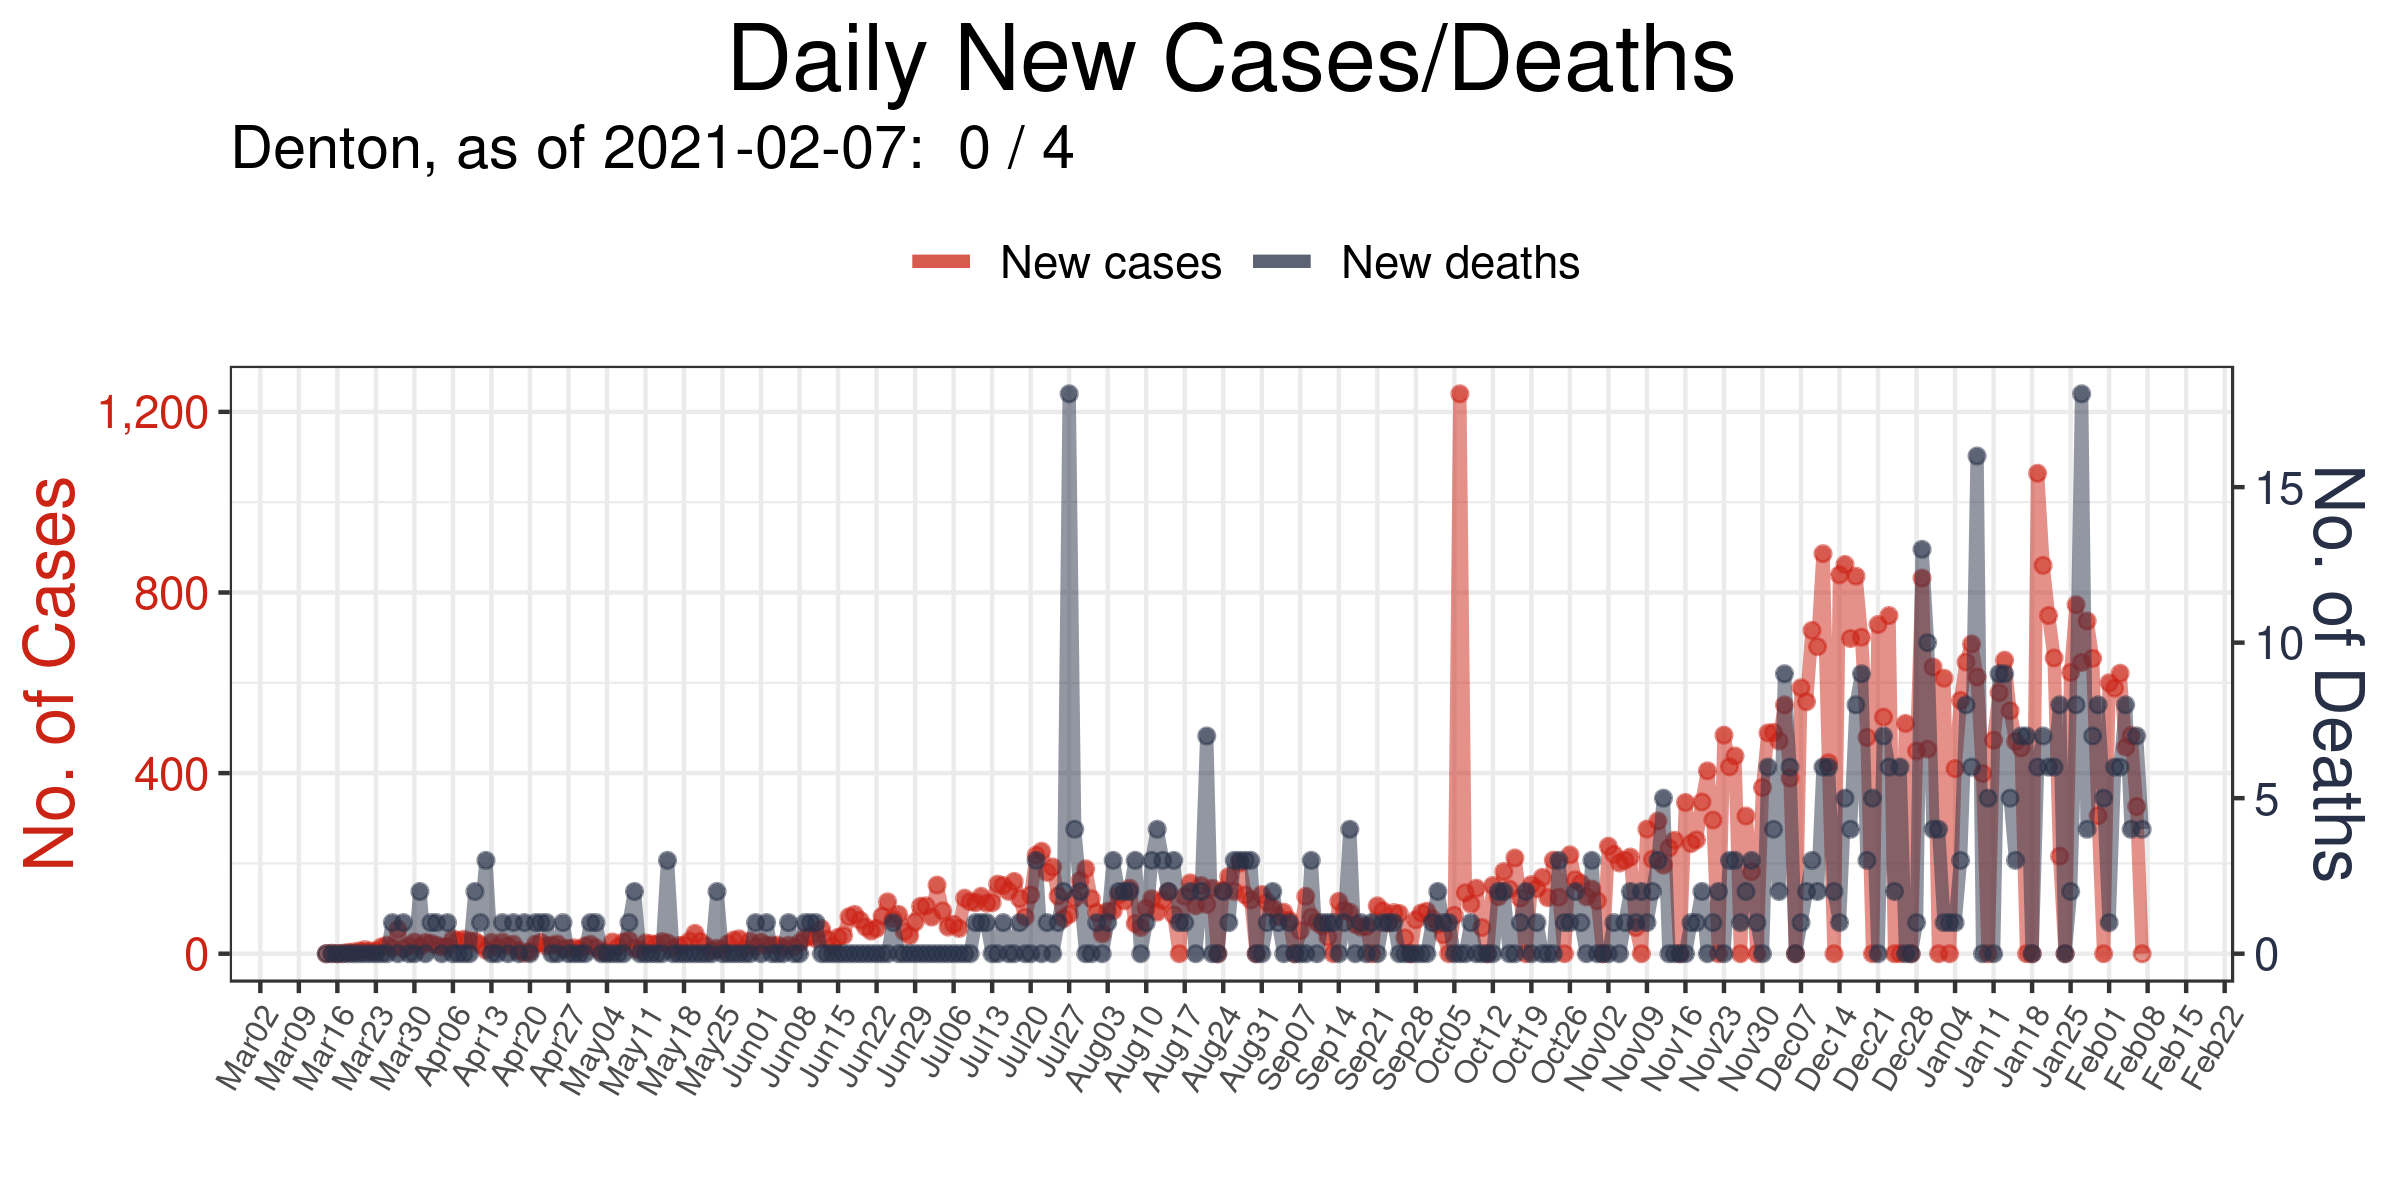 Daily New Cases/Deaths
Denton, as of 2021-02-07: 0 / 4
New cases New deaths
No. of Cases
1,200
800
400
0
No. of Deaths
15
10
5
0
Mar02 Mar09 Mar16 Mar23 Mar30 Apr06 Apr13 Apr20 Apr27 May04 May11 May18 May25 Jun01 Jun08 Jun15 Jun22 Jun29 Jul06 Jul13 Jul20 Jul27 Aug03 Aug10 Aug17 Aug24 Aug31 Sep07 Sep14 Sep21 Sep28 Oct05 Oct12 Oct19 Oct26 Nov02 Nov09 Nov16 Nov23 Nov30 Dec07 Dec14 Dec21 Dec28 Jan04 Jan11 Jan18 Jan25 Feb01 Feb08 Feb15 Feb22